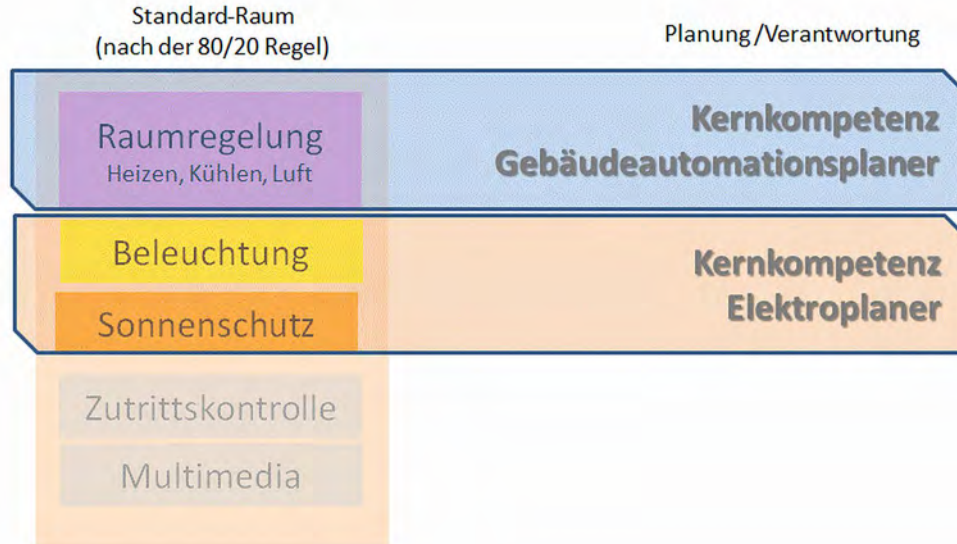 Standard-Raum
(nach der 80/20 Regel)
Planung/Verantwortung
Raumregelung
Heizen, Kühlen, Luft
Kernkompetenz
Gebäudeautomationsplaner
Beleuchtung
Sonnenschutz
Kernkompetenz
Elektroplaner
Zutrittskontrolle
Multimedia